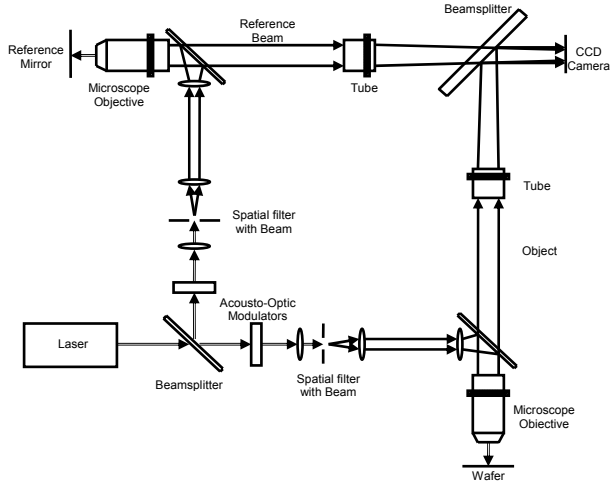 Beamsplitter
Reference
Beam
Reference
Mirror
CCD
Camera
Microscope
Objective
Tube
Tube
Spatial filter
with Beam
Object
Acousto-Optic
Modulators
Laser
Beamsplitter
Spatial filter
with Beam
Microscope
Objective
Wafer